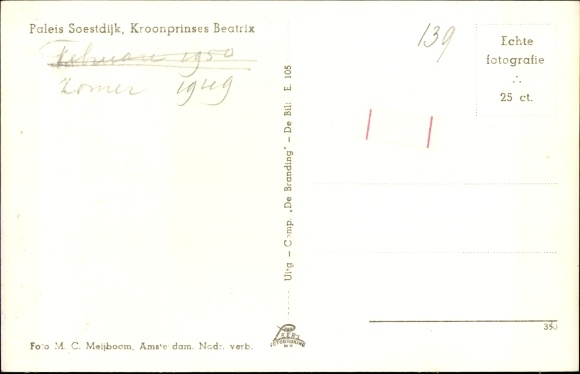 Paleis Soestdijk, Kroonprinses Beatrix
Februari 1950
Zomer 1949
139
Echte
fotografie
∴
25 ct.
Uitg - Comp. „De Branding" - De Bilt E. 105
350
Foto M. C. Meijboom, Amsterdam. Nadr. verb.